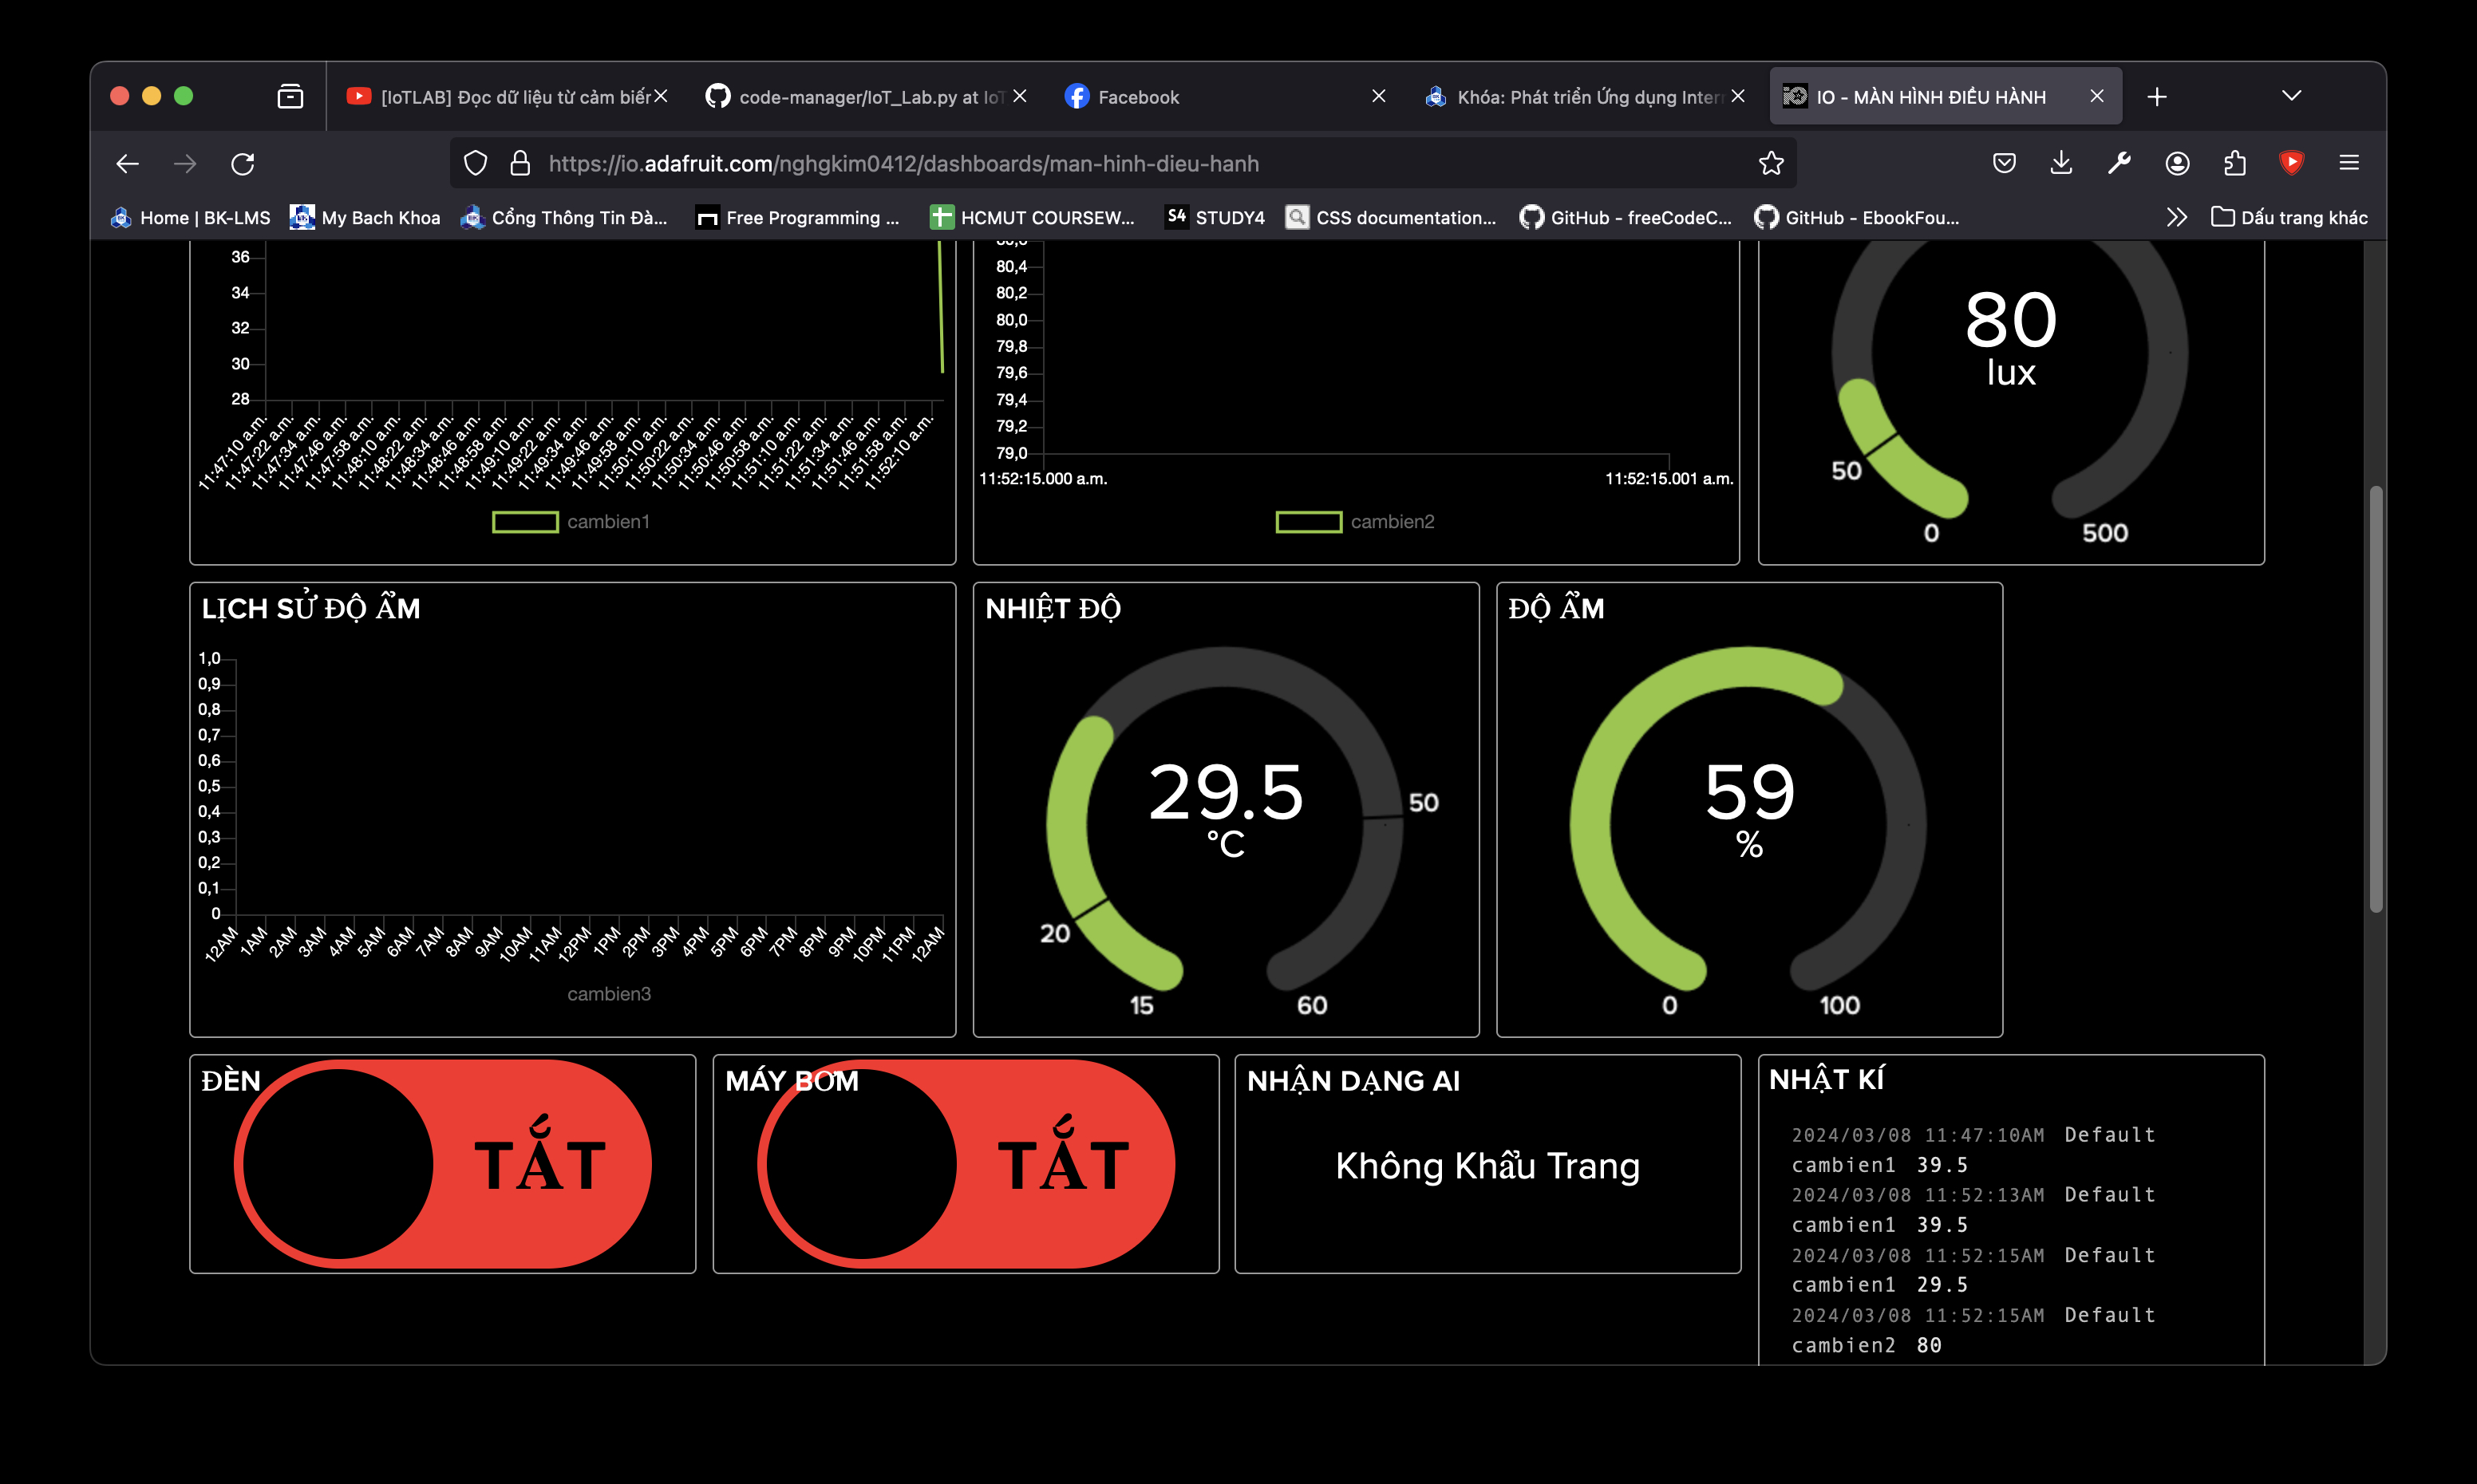 [IoTLAB] Đọc dữ liệu từ cảm biến
code-manager/IoT_Lab.py at IoT
Facebook
Khóa: Phát triển Ứng dụng Inter
IO - MÀN HÌNH ĐIỀU HÀNH
https://io.adafruit.com/nghgkim0412/dashboards/man-hinh-dieu-hanh
Home | BK-LMS
My Bach Khoa
Cổng Thông Tin Đà...
Free Programming ...
HCMUT COURSEW...
S4 STUDY4
CSS documentation...
GitHub - freeCodeC...
GitHub - EbookFou...
Dấu trang khác
36
34
32
30
28
11:47:10 a.m.
11:47:22 a.m.
11:47:34 a.m.
11:47:46 a.m.
11:47:58 a.m.
11:48:10 a.m.
11:48:22 a.m.
11:48:34 a.m.
11:48:46 a.m.
11:48:58 a.m.
11:49:10 a.m.
11:49:22 a.m.
11:49:34 a.m.
11:49:46 a.m.
11:49:58 a.m.
11:50:10 a.m.
11:50:22 a.m.
11:50:34 a.m.
11:50:46 a.m.
11:50:58 a.m.
11:51:10 a.m.
11:51:22 a.m.
11:51:34 a.m.
11:51:46 a.m.
11:51:58 a.m.
11:52:10 a.m.
cambien1
80,4
80,2
80,0
79,8
79,6
79,4
79,2
79,0
11:52:15.000 a.m.
11:52:15.001 a.m.
cambien2
80
lux
50
0
500
LỊCH SỬ ĐỘ ẨM
1,0
0,9
0,8
0,7
0,6
0,5
0,4
0,3
0,2
0,1
0
12AM
1AM
2AM
3AM
4AM
5AM
6AM
7AM
8AM
9AM
10AM
11AM
12PM
1PM
2PM
3PM
4PM
5PM
6PM
7PM
8PM
9PM
10PM
11PM
12AM
cambien3
NHIỆT ĐỘ
29.5
°C
50
20
15
60
ĐỘ ẨM
59
%
0
100
ĐÈN
TẮT
MÁY BƠM
TẮT
NHẬN DẠNG AI
Không Khẩu Trang
NHẬT KÍ
2024/03/08 11:47:10AM Default
cambien1 39.5
2024/03/08 11:52:13AM Default
cambien1 39.5
2024/03/08 11:52:15AM Default
cambien1 29.5
2024/03/08 11:52:15AM Default
cambien2 80